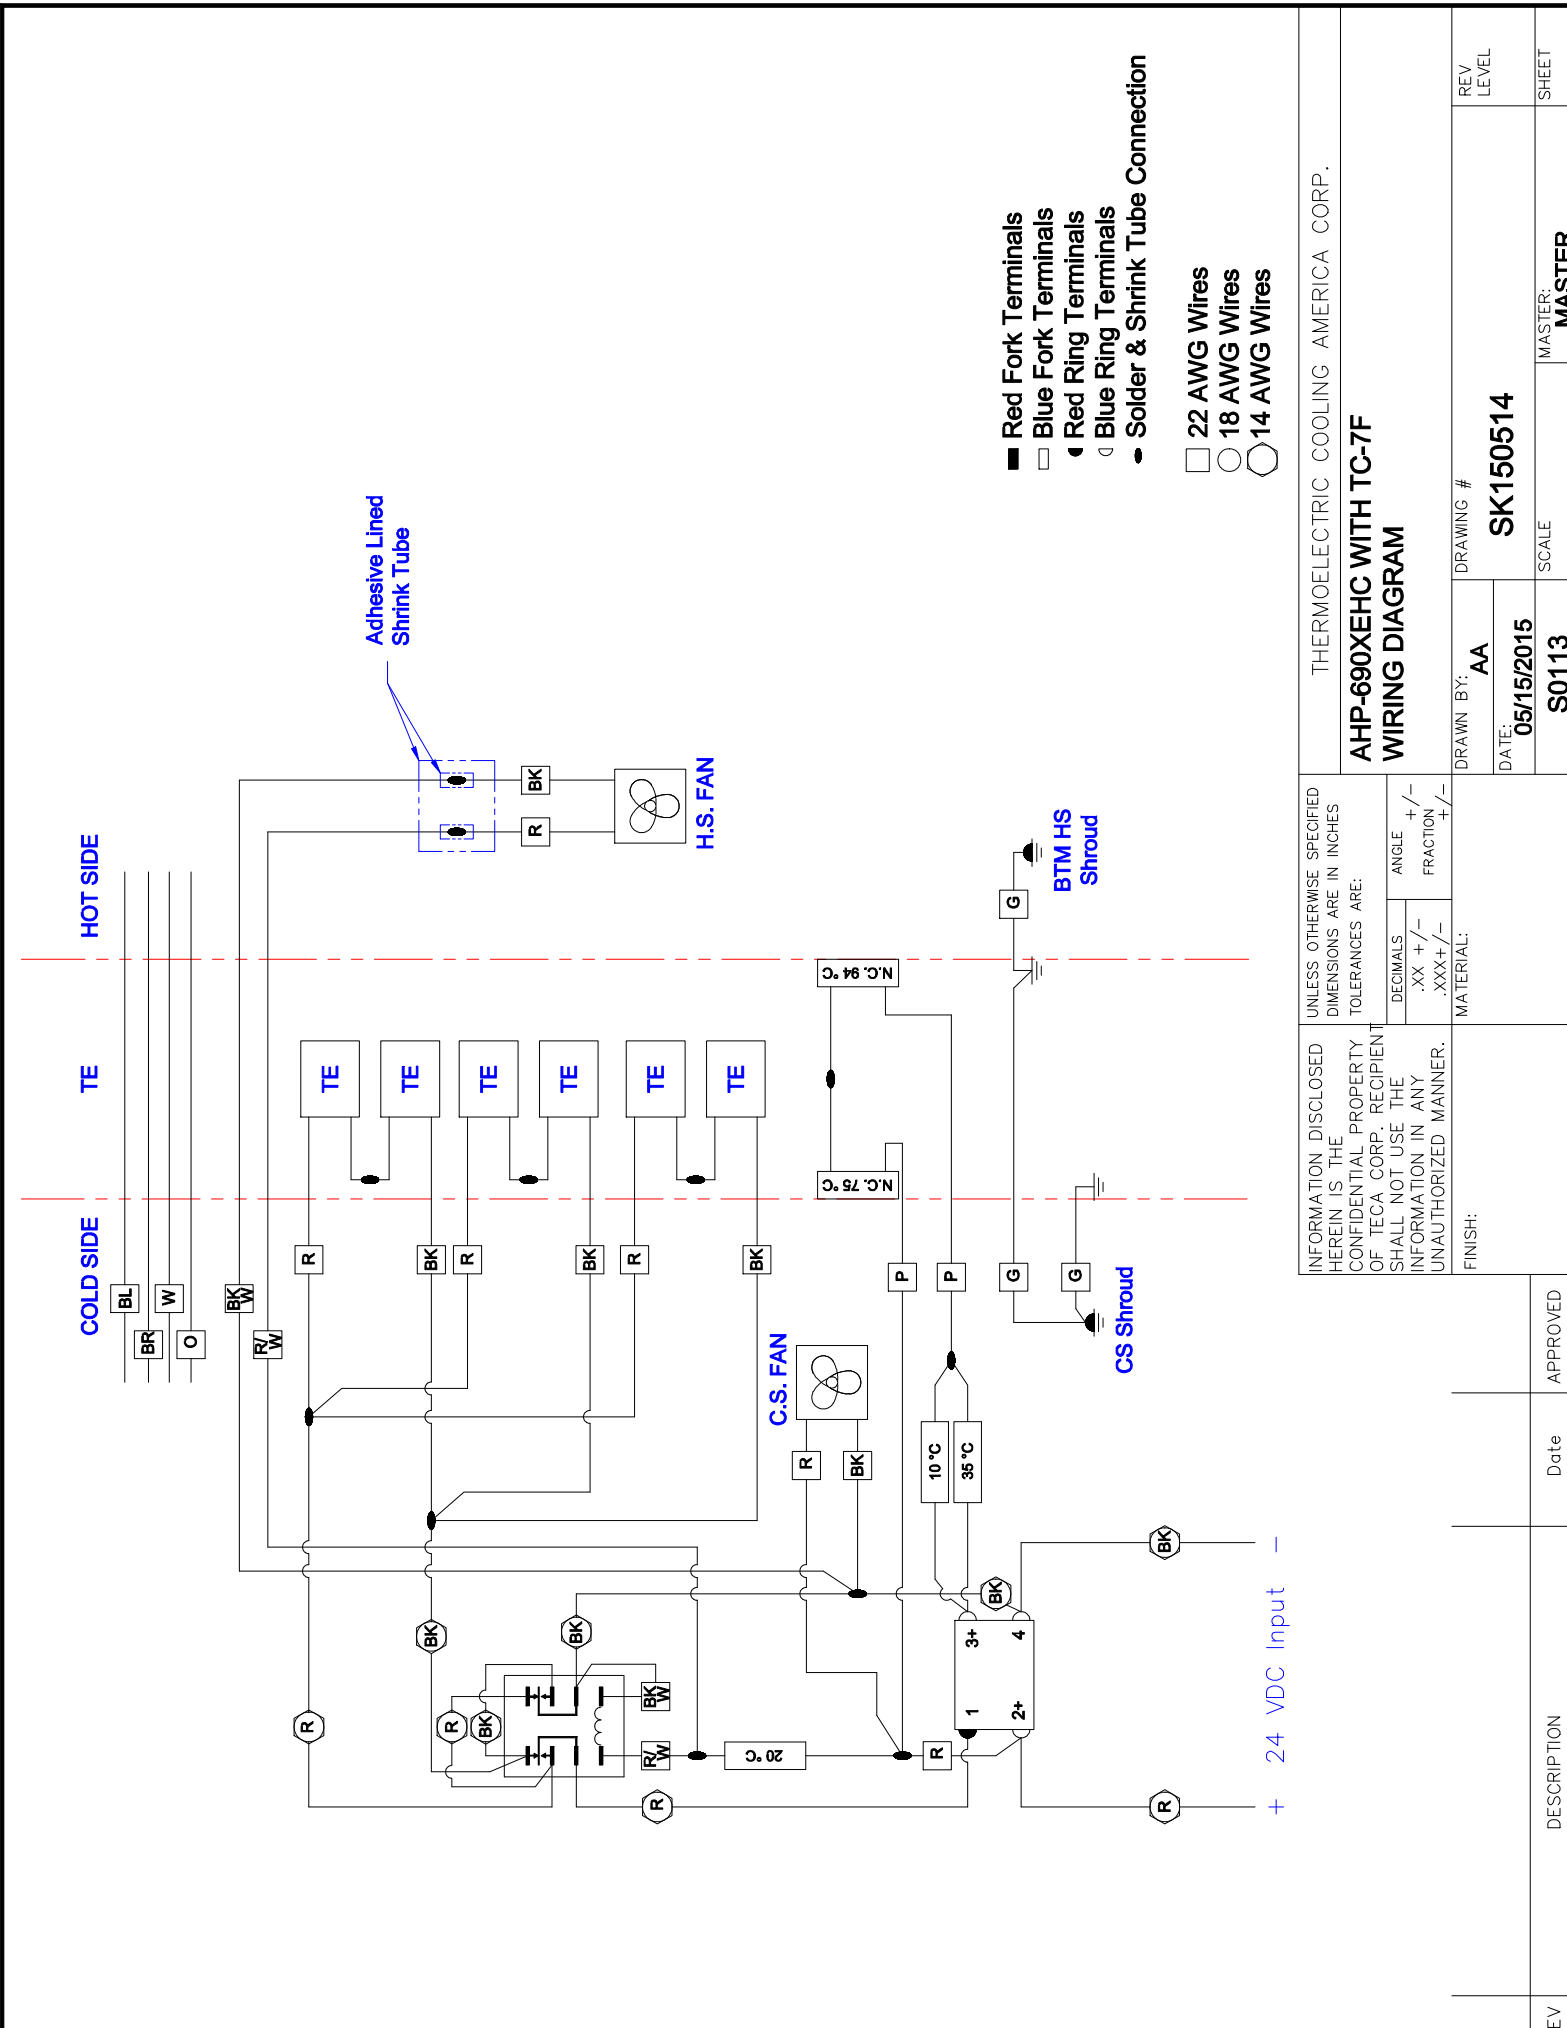 COLD SIDE
TE
HOT SIDE
BL
BR
W
O
BK
W
R/
W
R
BK
R
BK
R
BK
TE
TE
TE
TE
TE
TE
Adhesive Lined
Shrink Tube
R
BK
H.S. FAN
N.C. 75 °C
N.C. 94 °C
C.S. FAN
R
BK
P
P
10 °C
35 °C
G
G
G
CS Shroud
BTM HS
Shroud
R
BK
R
BK
BK
BK
W
R/
W
20 °C
R
R
BK
1
3+
2+
4
R
BK
+ 24 VDC Input -
Red Fork Terminals
Blue Fork Terminals
Red Ring Terminals
Blue Ring Terminals
Solder & Shrink Tube Connection
22 AWG Wires
18 AWG Wires
14 AWG Wires
INFORMATION DISCLOSED
HEREIN IS THE
CONFIDENTIAL PROPERTY
OF TECA CORP. RECIPIENT
SHALL NOT USE THE
INFORMATION IN ANY
UNAUTHORIZED MANNER.
UNLESS OTHERWISE SPECIFIED
DIMENSIONS ARE IN INCHES
TOLERANCES ARE:
DECIMALS
.XX +/-
.XXX+/-
ANGLE +/-
FRACTION +/-
THERMOELECTRIC COOLING AMERICA CORP.
AHP-690XEHC WITH TC-7F
WIRING DIAGRAM
FINISH:
MATERIAL:
DRAWN BY:
AA
DATE:
05/15/2015
DRAWING #
SK150514
REV
LEVEL
S0113
SCALE
MASTER:
MASTER
SHEET
DESCRIPTION
Date
APPROVED